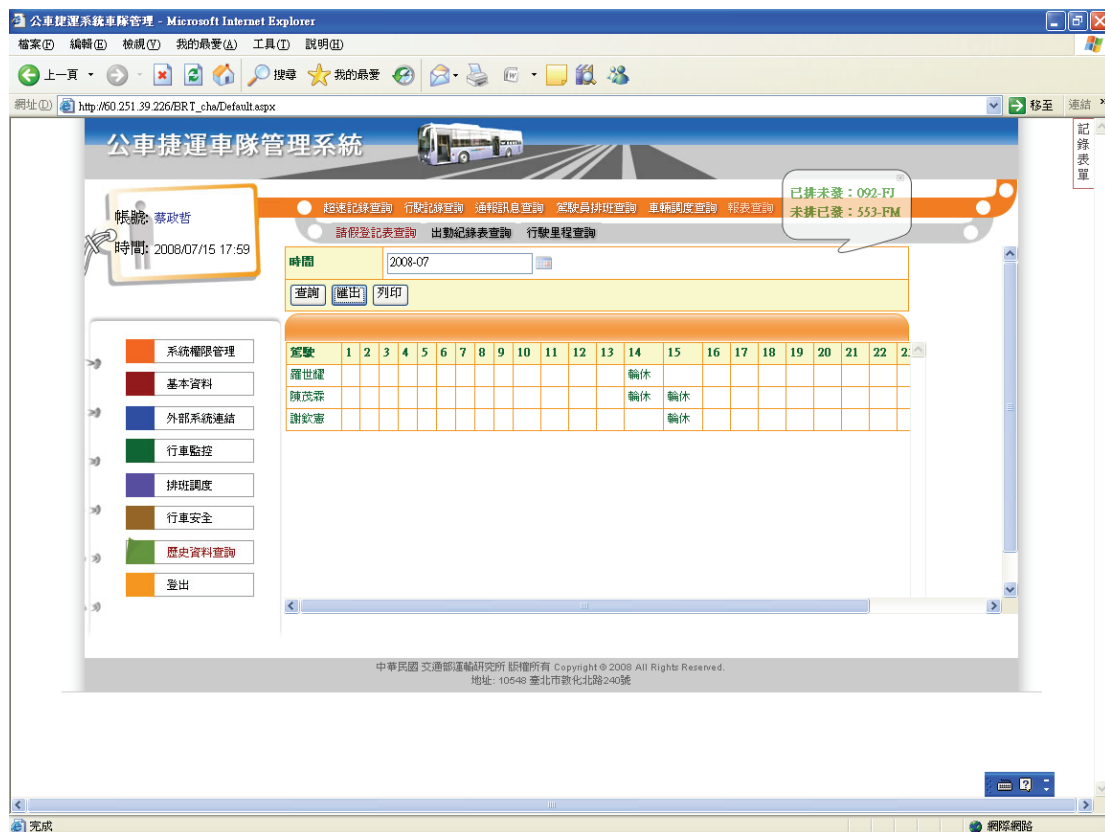 公車捷運系統車隊管理 - Microsoft Internet Explorer
檔案(F) 編輯(E) 檢視(V) 我的最愛(A) 工具(T) 說明(H)
上一頁 搜尋 我的最愛
網址(D) http://60.251.39.226/BRT_cha/Default.aspx 移至 連結 »
公車捷運車隊管理系統
記錄表單
已排未發：092-FJ
未排已發：553-FM
帳號: 蔡政哲
時間: 2008/07/15 17:59
超速記錄查詢 行駛記錄查詢 通報訊息查詢 駕駛員排班查詢 車輛調度查詢 報表查詢
請假登記表查詢 出勤紀錄表查詢 行駛里程查詢
時間 2008-07
查詢 匯出 列印
系統權限管理
基本資料
外部系統連結
行車監控
排班調度
行車安全
歷史資料查詢
登出
駕駛 1 2 3 4 5 6 7 8 9 10 11 12 13 14 15 16 17 18 19 20 21 22
羅世耀 輪休
陳茂霖 輪休 輪休
謝欽憲 輪休
中華民國 交通部運輸研究所 版權所有 Copyright © 2008 All Rights Reserved.
地址: 10548 臺北市敦化北路240號
完成 網際網路